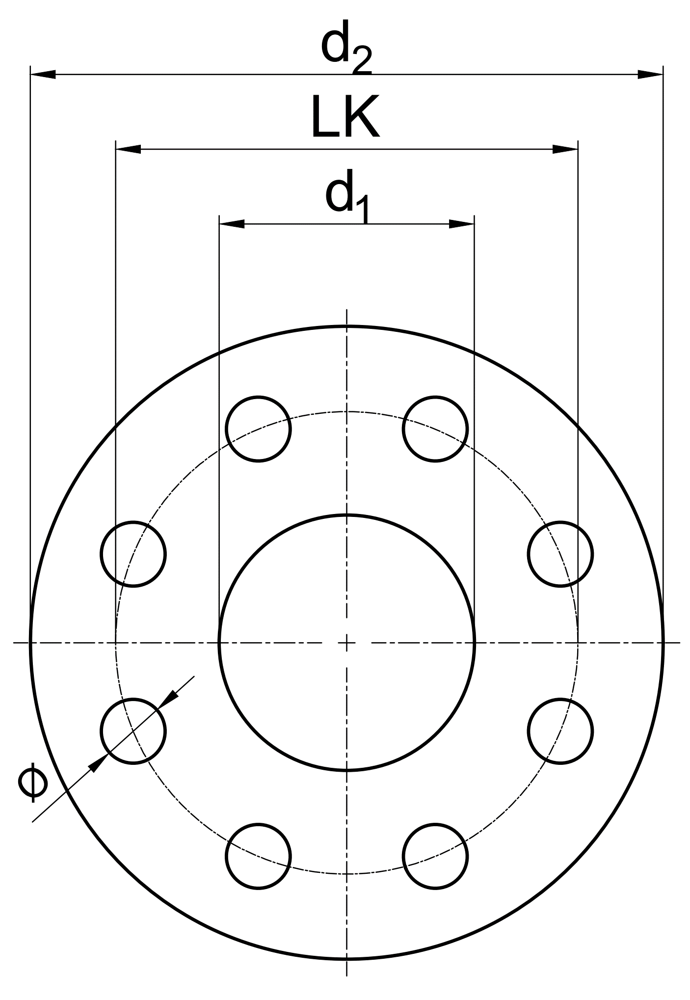 d₂
LK
d₁
⌀